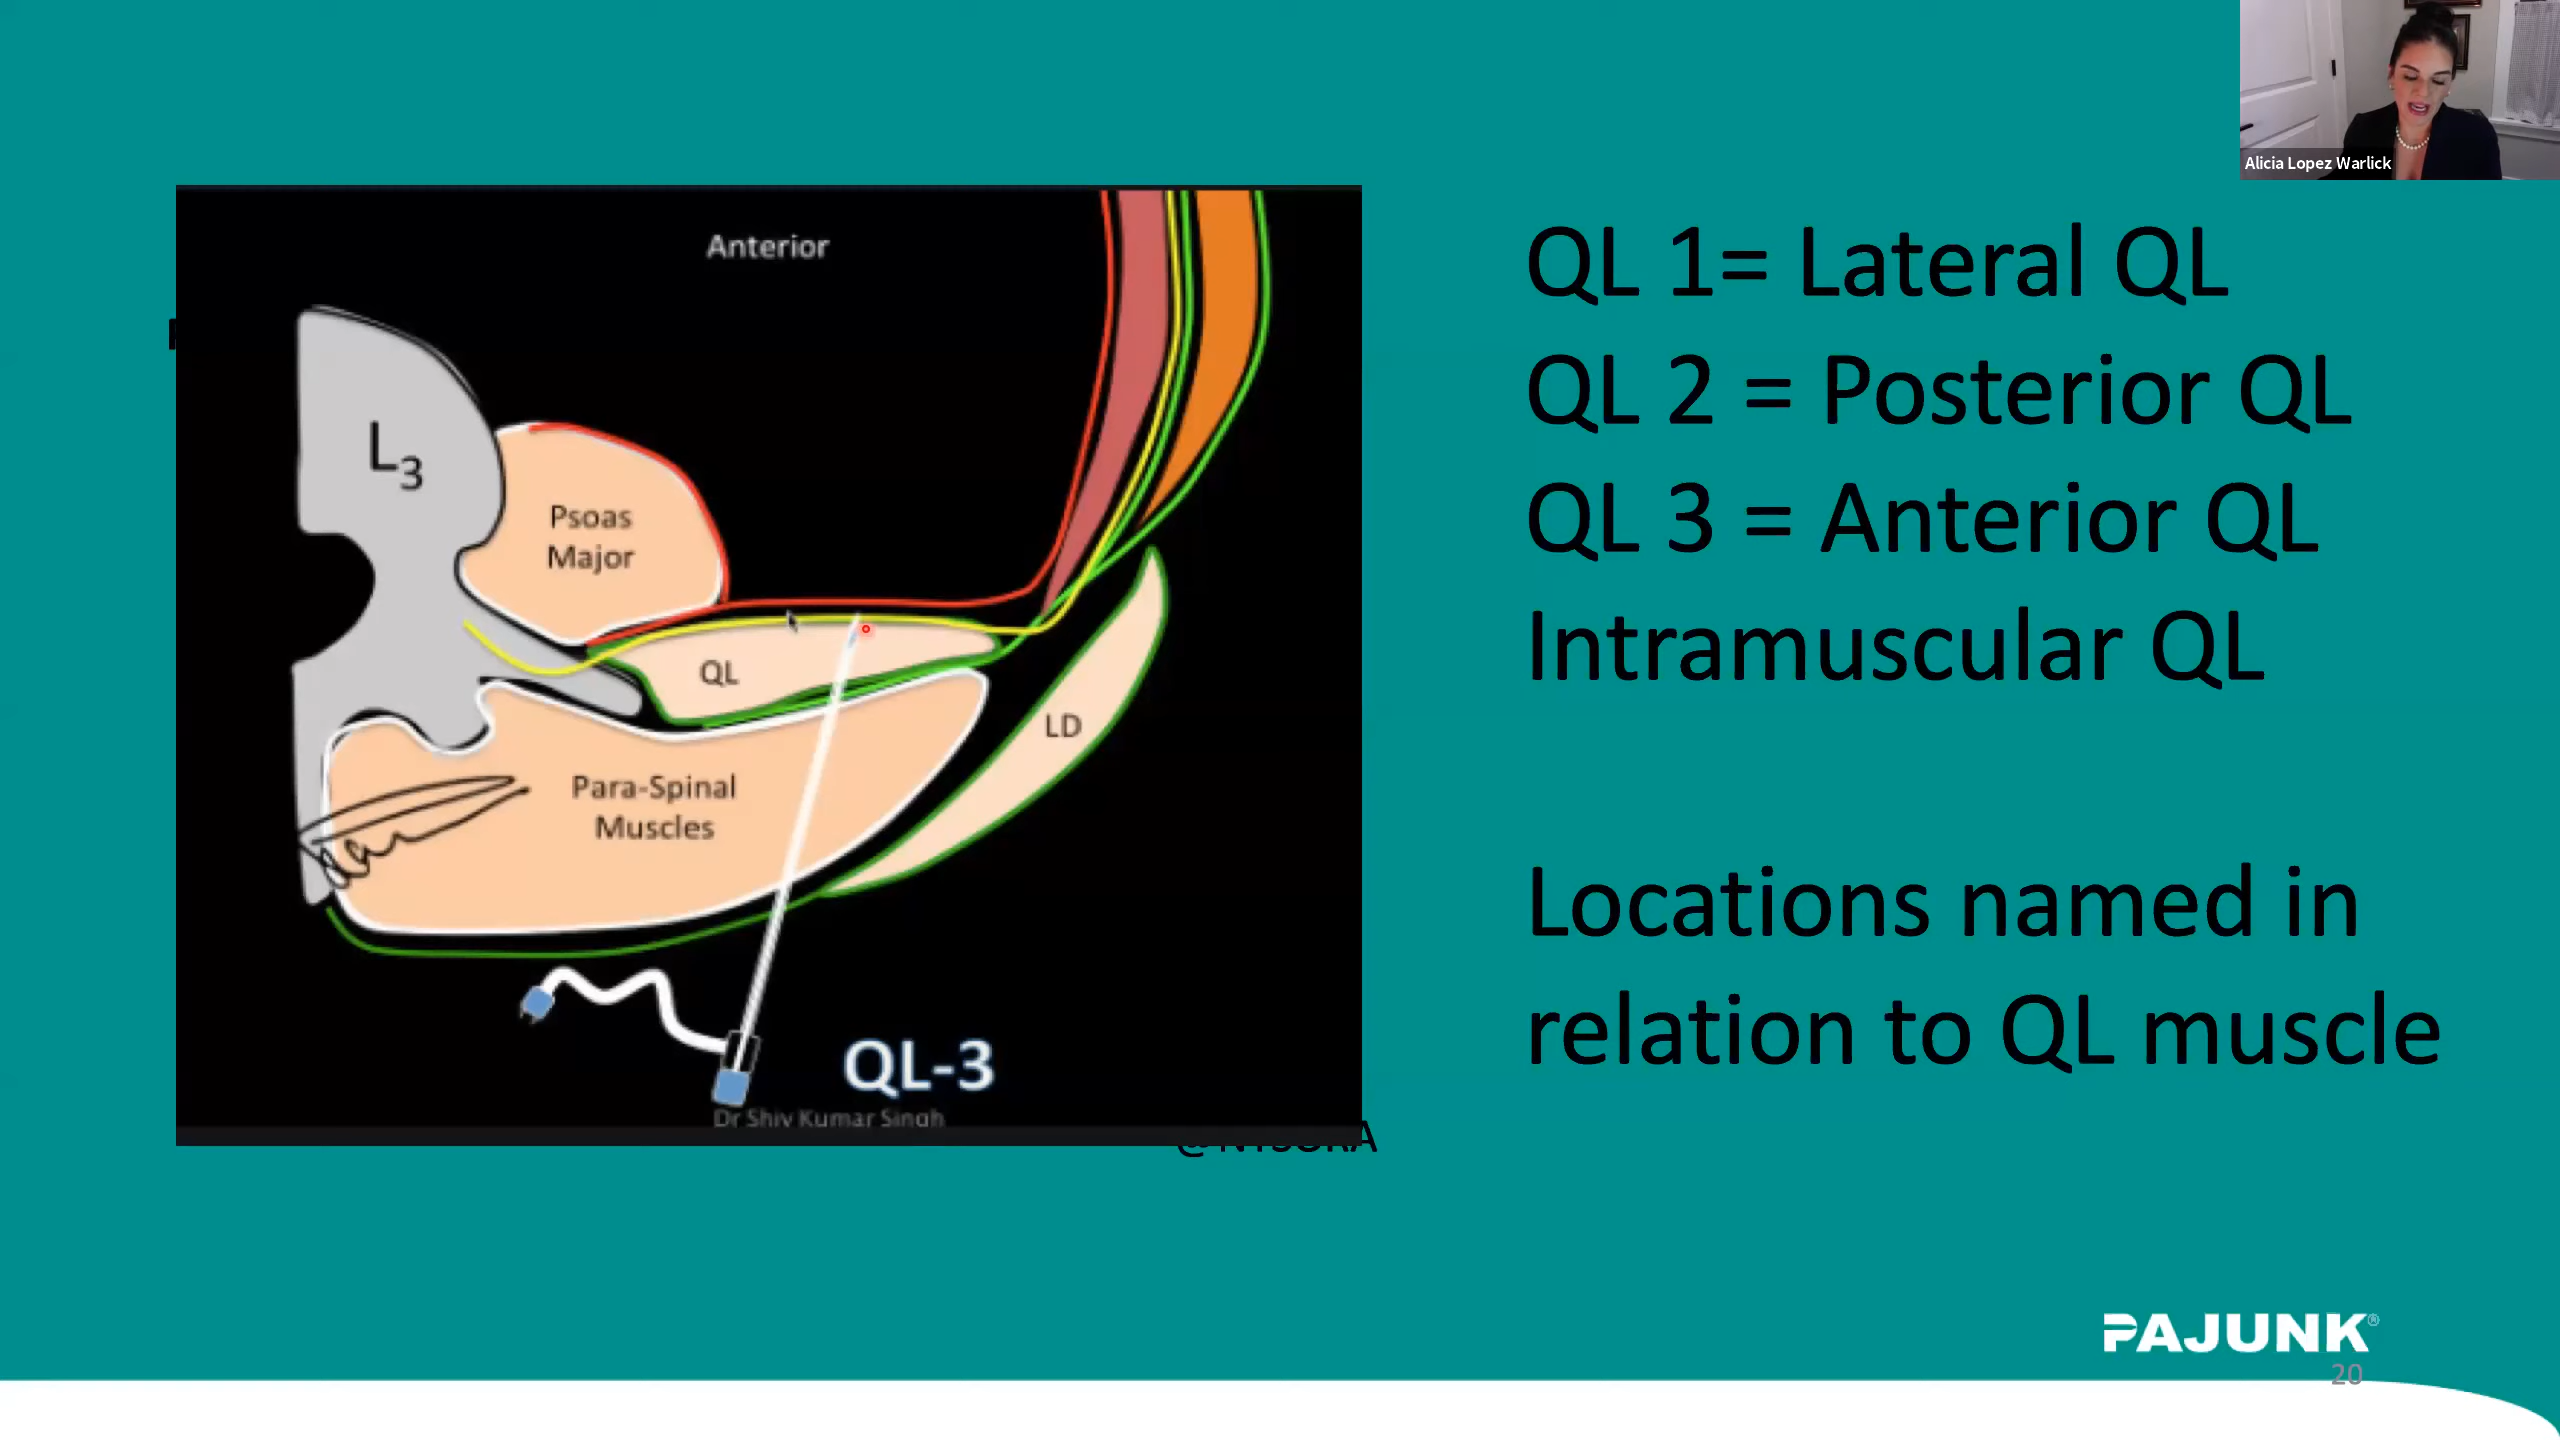 Alicia Lopez Warlick
Anterior
L3
Psoas
Major
QL
LD
Para-Spinal
Muscles
QL-3
Dr Shiv Kumar Singh
QL 1= Lateral QL
QL 2 = Posterior QL
QL 3 = Anterior QL
Intramuscular QL
Locations named in
relation to QL muscle
PAJUNK®
20